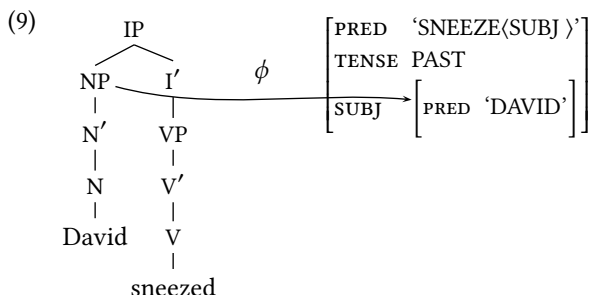 (9)
IP
PRED ‘SNEEZE⟨SUBJ ⟩’
TENSE PAST
NP I′ ϕ
SUBJ PRED ‘DAVID’
N′ VP
N V′
David V
sneezed